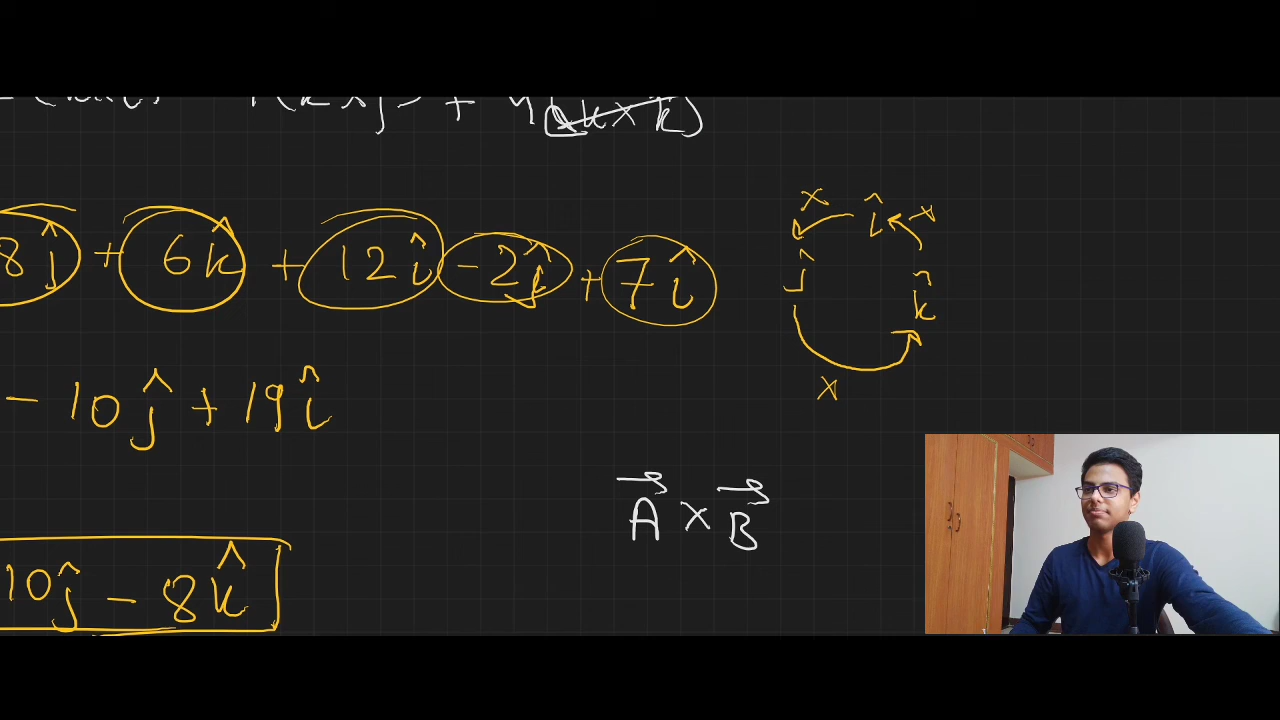 8ĵ + 6k̂ + 12î - 2ĵ + 7î
x î x
ĵ k̂
x
- 10ĵ + 19î
A⃗ x B⃗
10ĵ - 8k̂